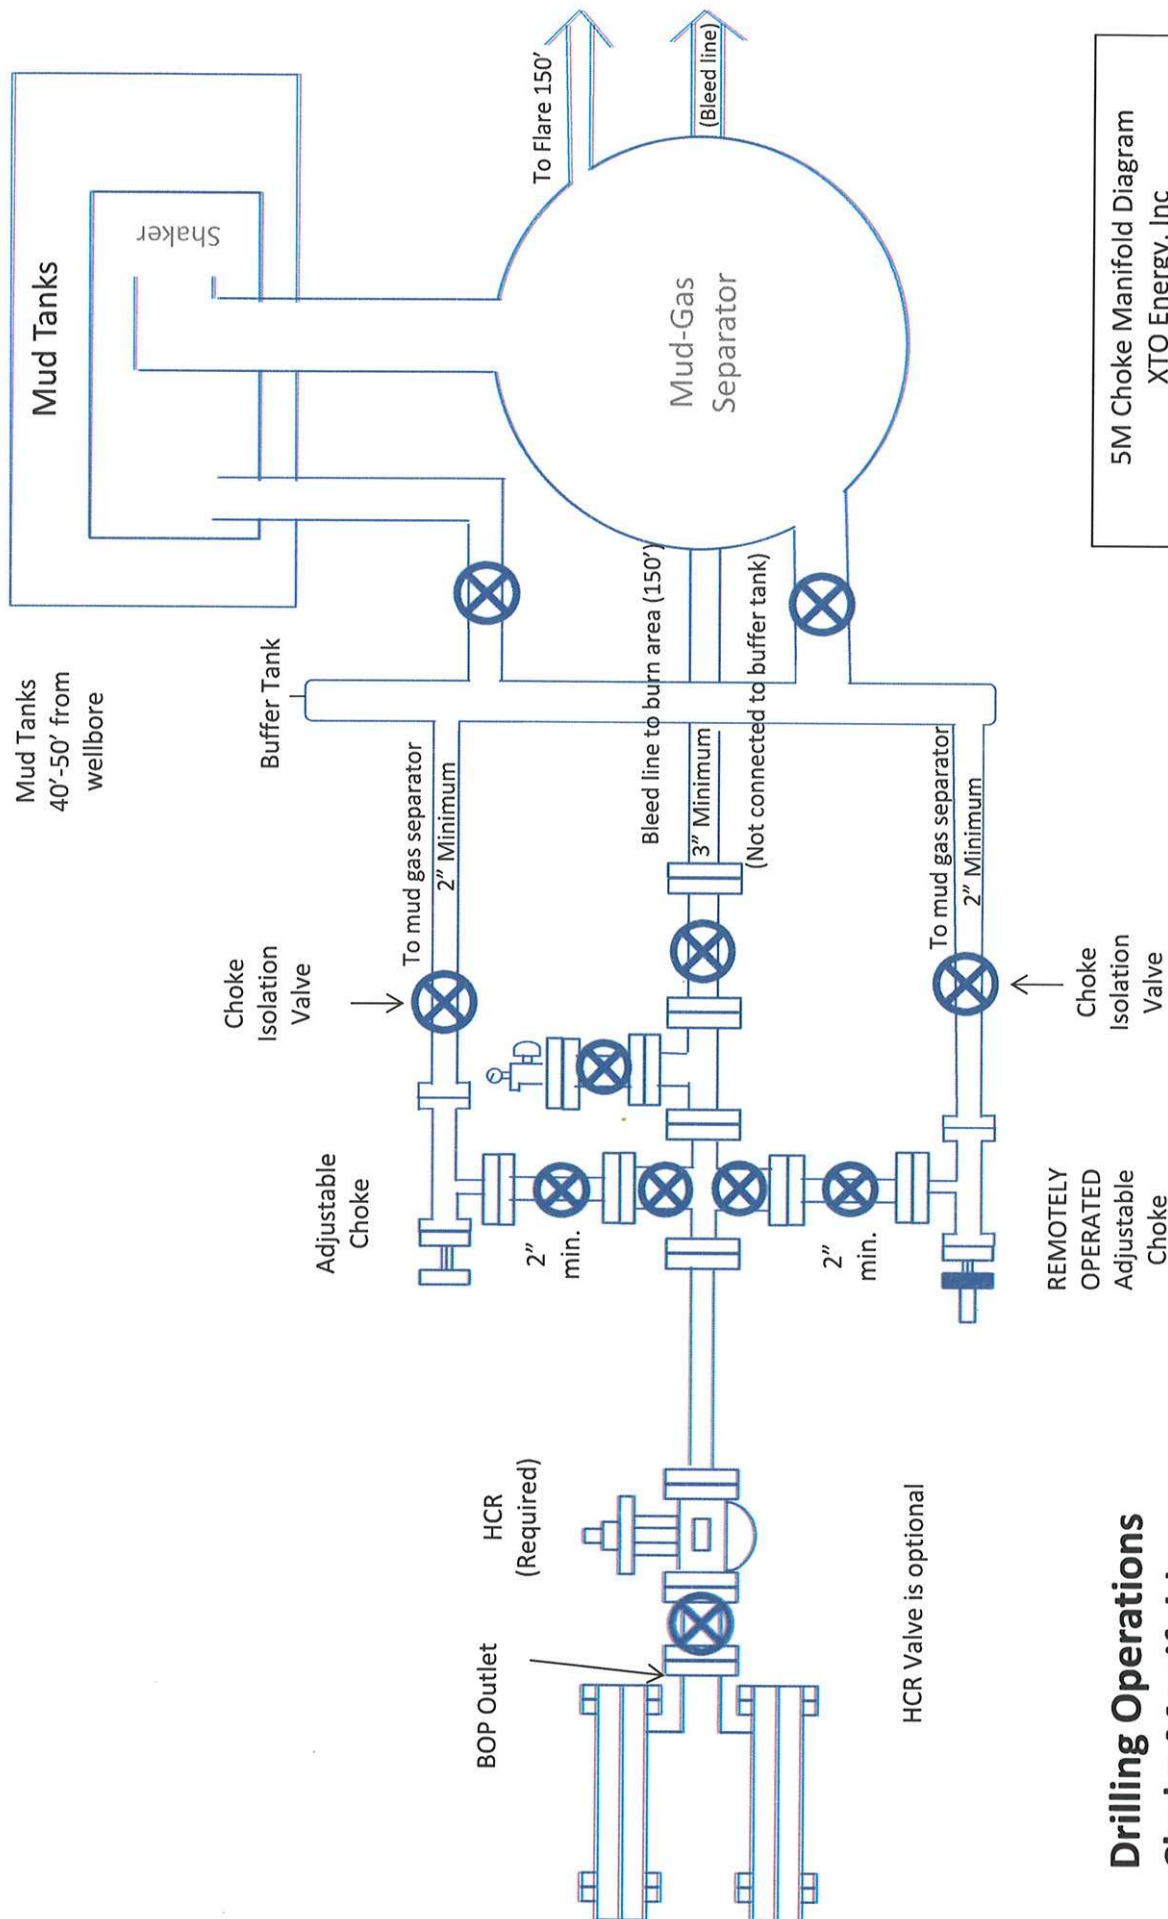 Mud Tanks
40'-50' from
wellbore
Mud Tanks
Shaker
Buffer Tank
To Flare 150'
(Bleed line)
Mud-Gas
Separator
Choke
Isolation
Valve
To mud gas separator
2" Minimum
Adjustable
Choke
2"
min.
Bleed line to burn area (150')
3" Minimum
(Not connected to buffer tank)
HCR
(Required)
BOP Outlet
HCR Valve is optional
2"
min.
To mud gas separator
2" Minimum
Choke
Isolation
Valve
REMOTELY
OPERATED
Adjustable
Choke
5M Choke Manifold Diagram
XTO Energy, Inc
Drilling Operations